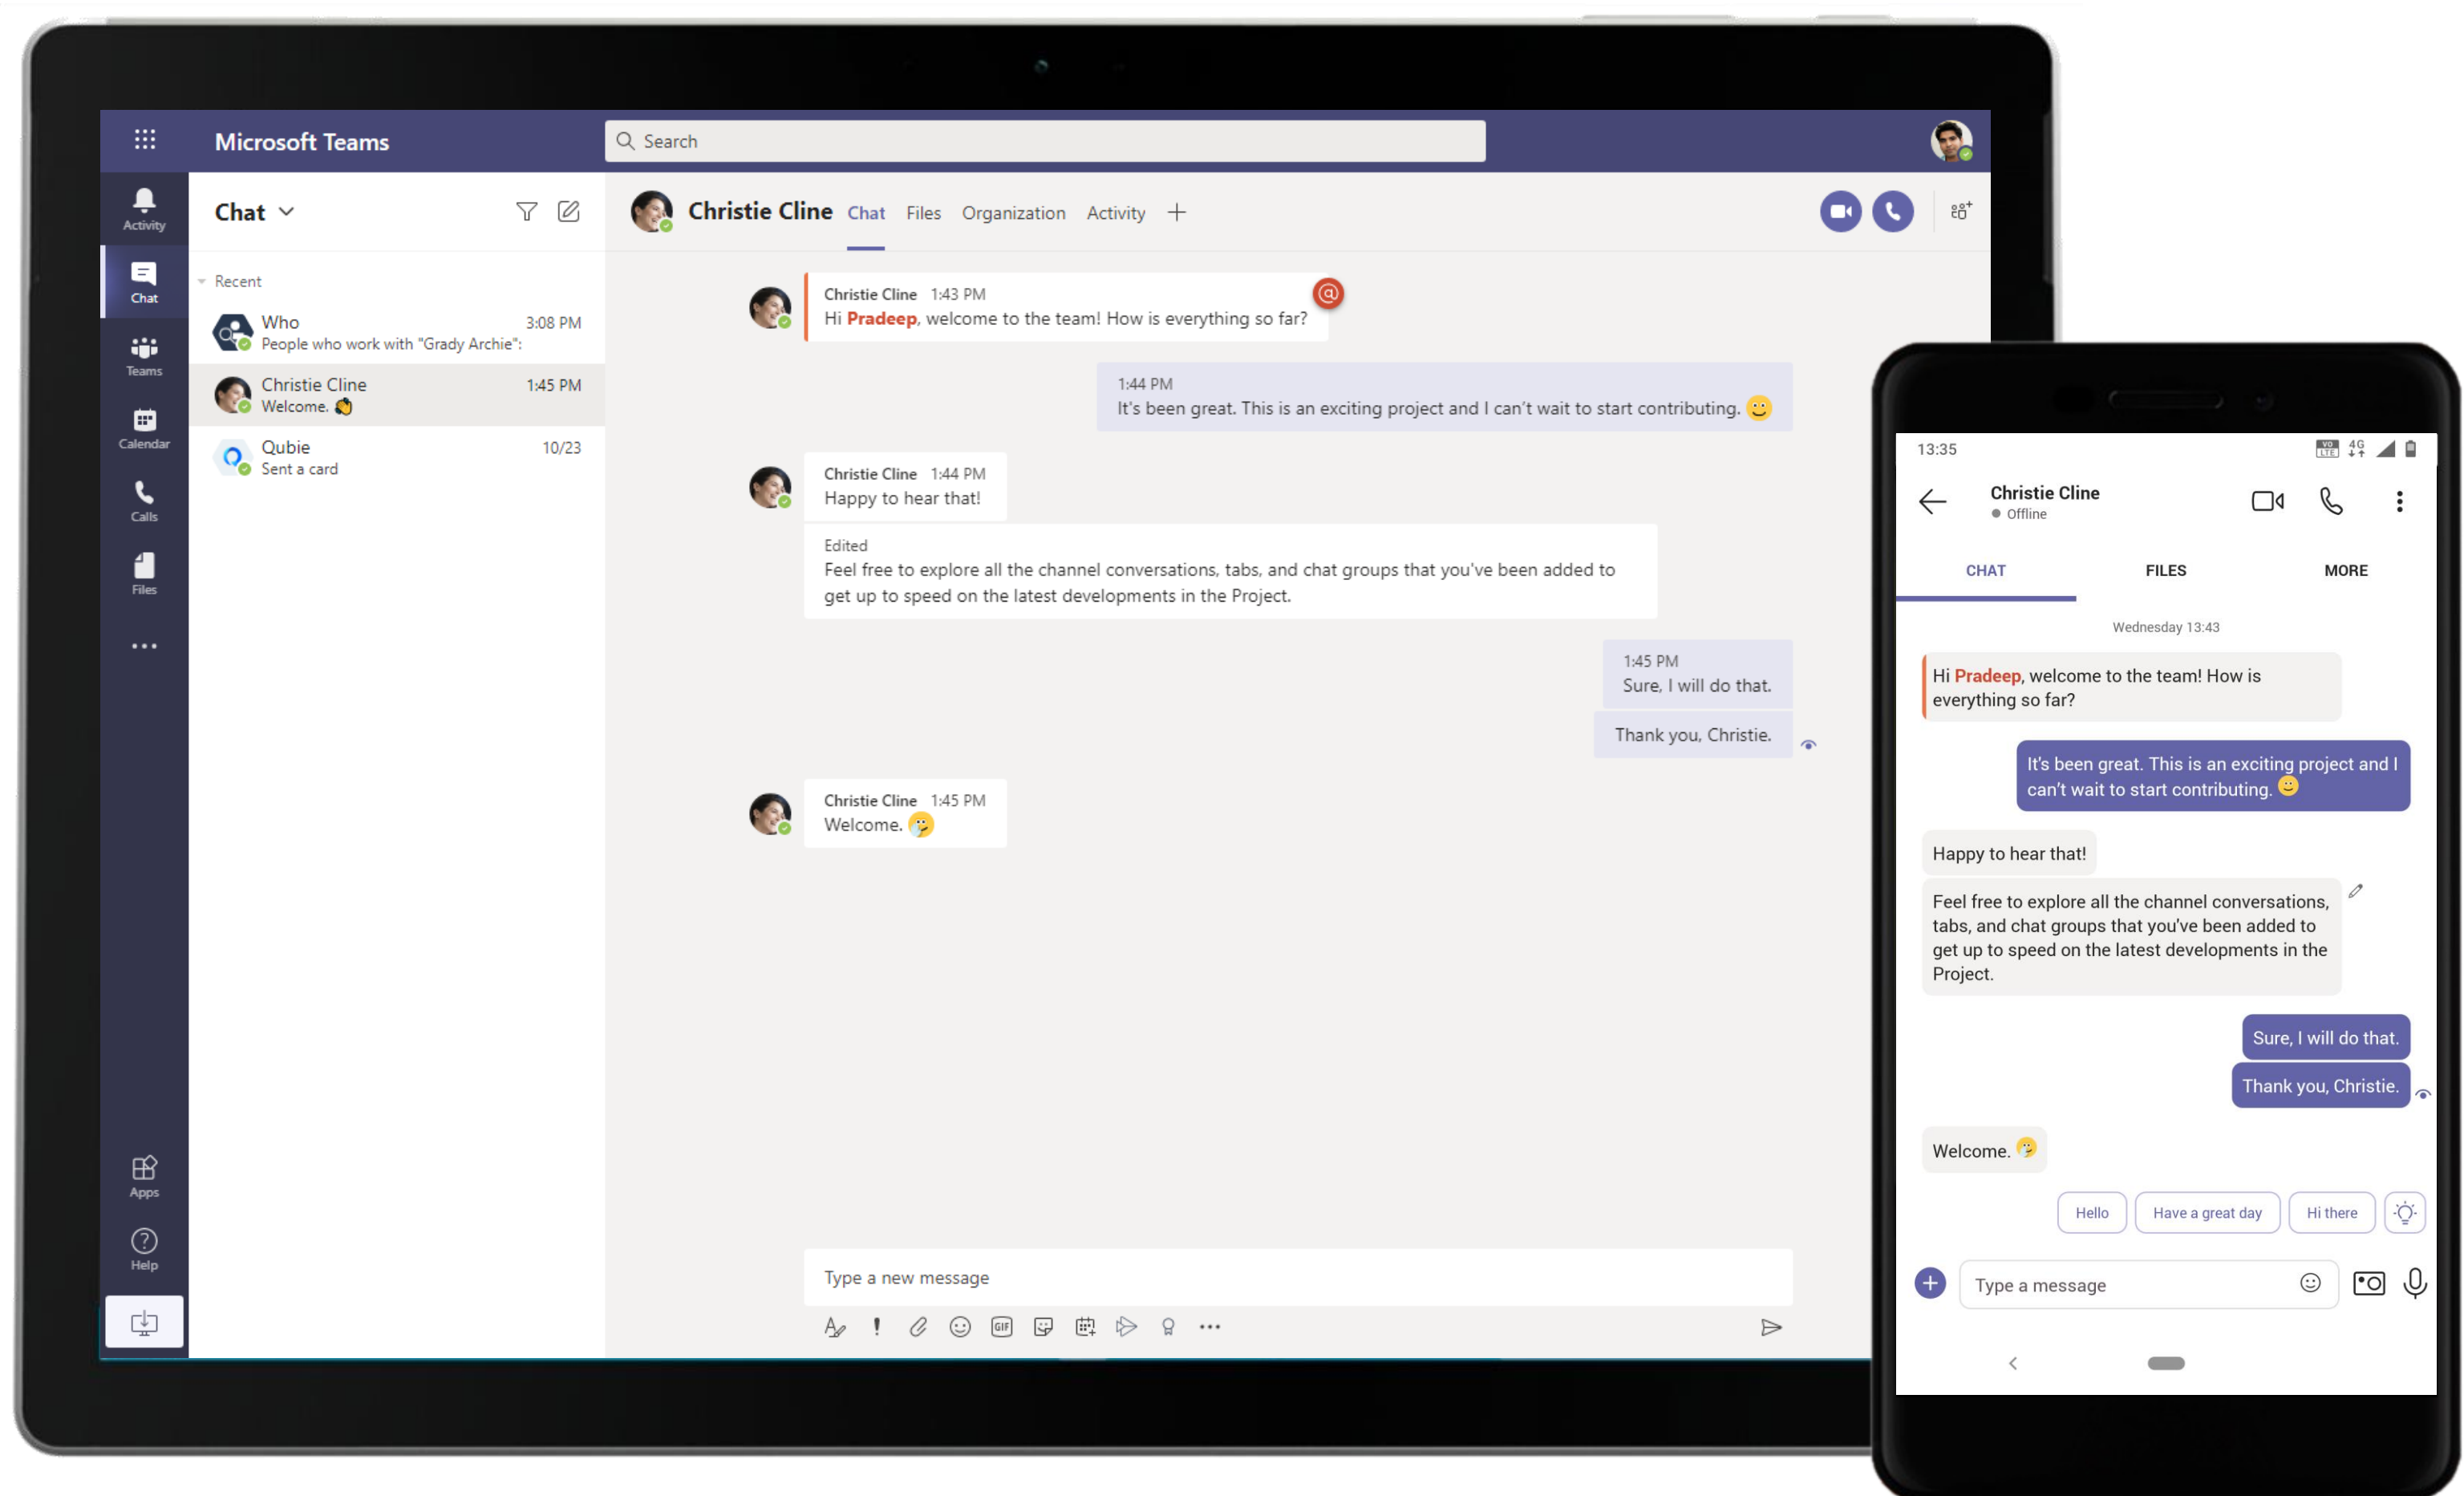 Microsoft Teams
Search
Activity
Chat
Teams
Calendar
Calls
Files
Apps
Help
Chat
Recent
Who 3:08 PM
People who work with "Grady Archie":
Christie Cline 1:45 PM
Welcome. 👏
Qubie 10/23
Sent a card
Christie Cline Chat Files Organization Activity
Christie Cline 1:43 PM
@
Hi Pradeep, welcome to the team! How is everything so far?
1:44 PM
It's been great. This is an exciting project and I can't wait to start contributing. 🙂
Christie Cline 1:44 PM
Happy to hear that!
Edited
Feel free to explore all the channel conversations, tabs, and chat groups that you've been added to
get up to speed on the latest developments in the Project.
1:45 PM
Sure, I will do that.
Thank you, Christie.
Christie Cline 1:45 PM
Welcome.
Type a new message
GIF
13:35 VO LTE 4G
Christie Cline
Offline
CHAT FILES MORE
Wednesday 13:43
Hi Pradeep, welcome to the team! How is
everything so far?
It's been great. This is an exciting project and I
can't wait to start contributing. 🙂
Happy to hear that!
Feel free to explore all the channel conversations,
tabs, and chat groups that you've been added to
get up to speed on the latest developments in the
Project.
Sure, I will do that.
Thank you, Christie.
Welcome.
Hello Have a great day Hi there
Type a message